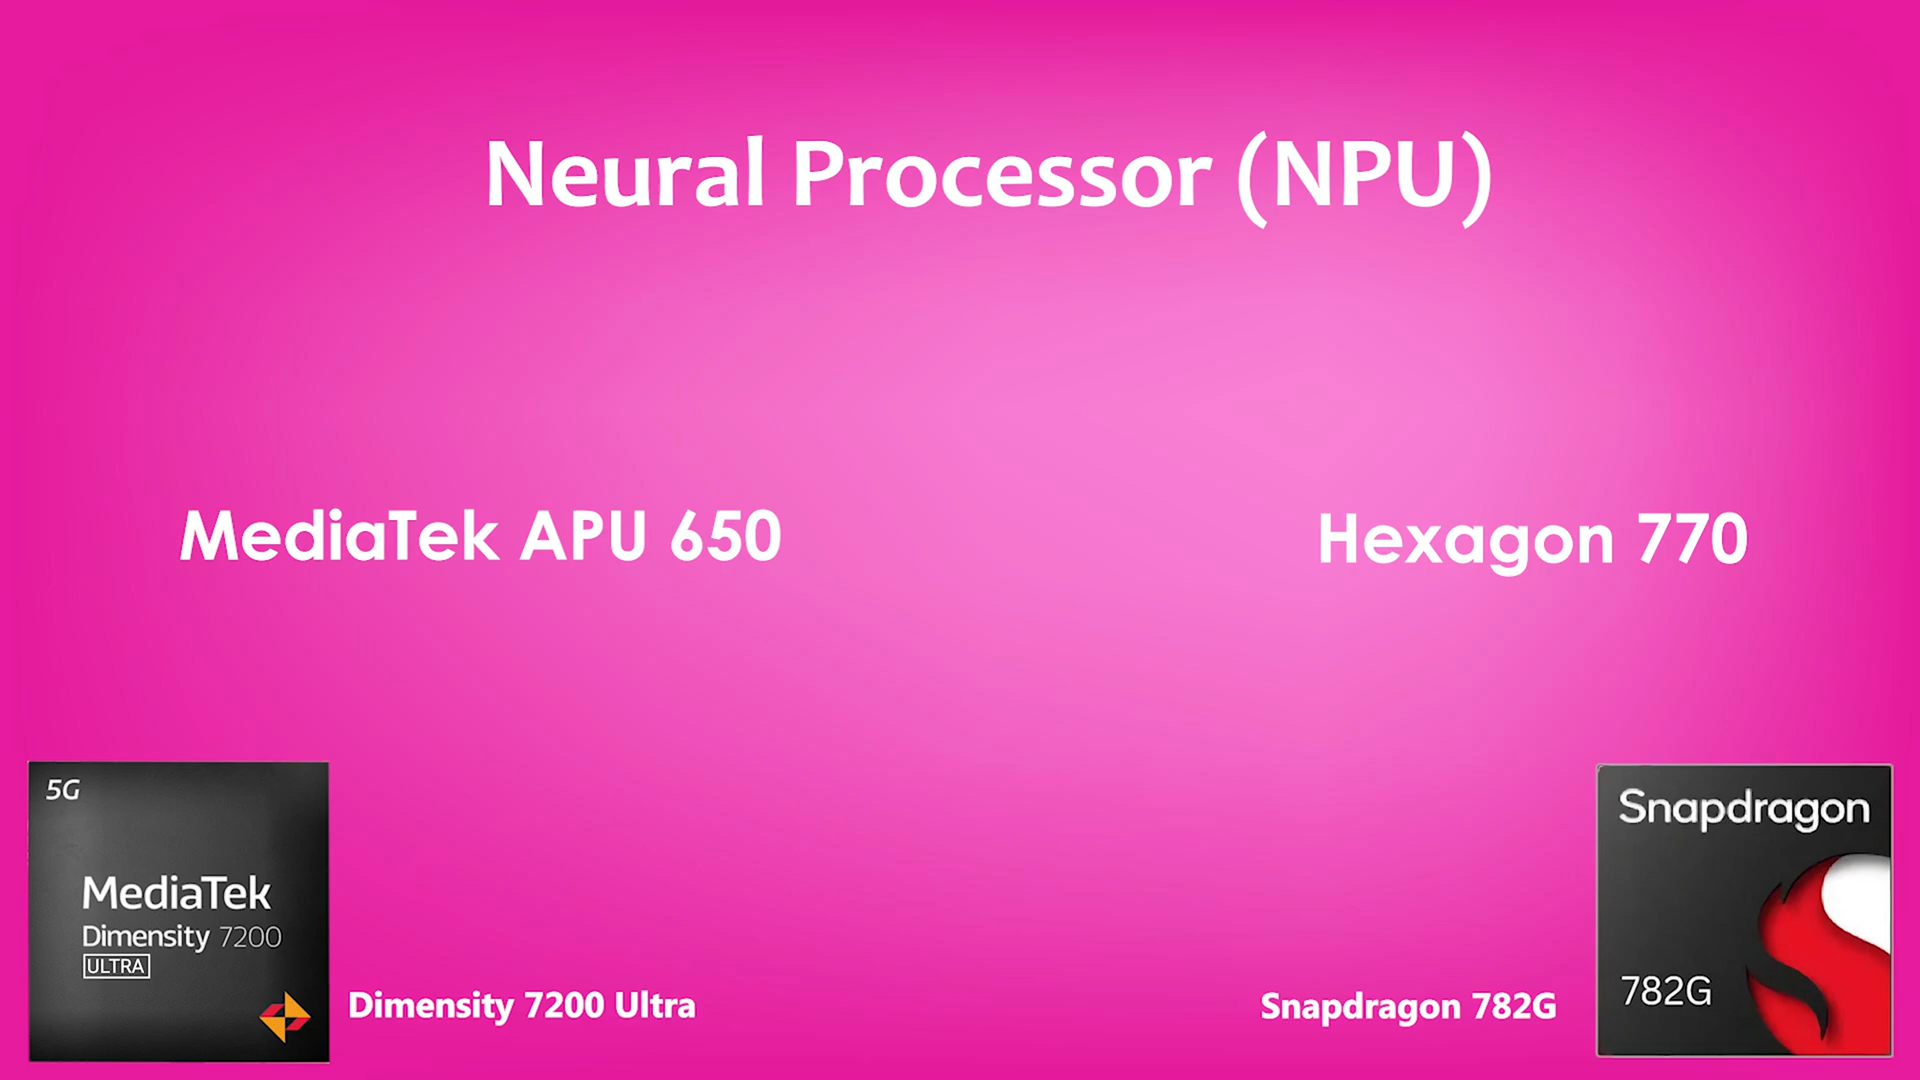 Neural Processor (NPU)
MediaTek APU 650
Hexagon 770
5G
MediaTek
Dimensity 7200
ULTRA
Dimensity 7200 Ultra
Snapdragon 782G
Snapdragon
782G